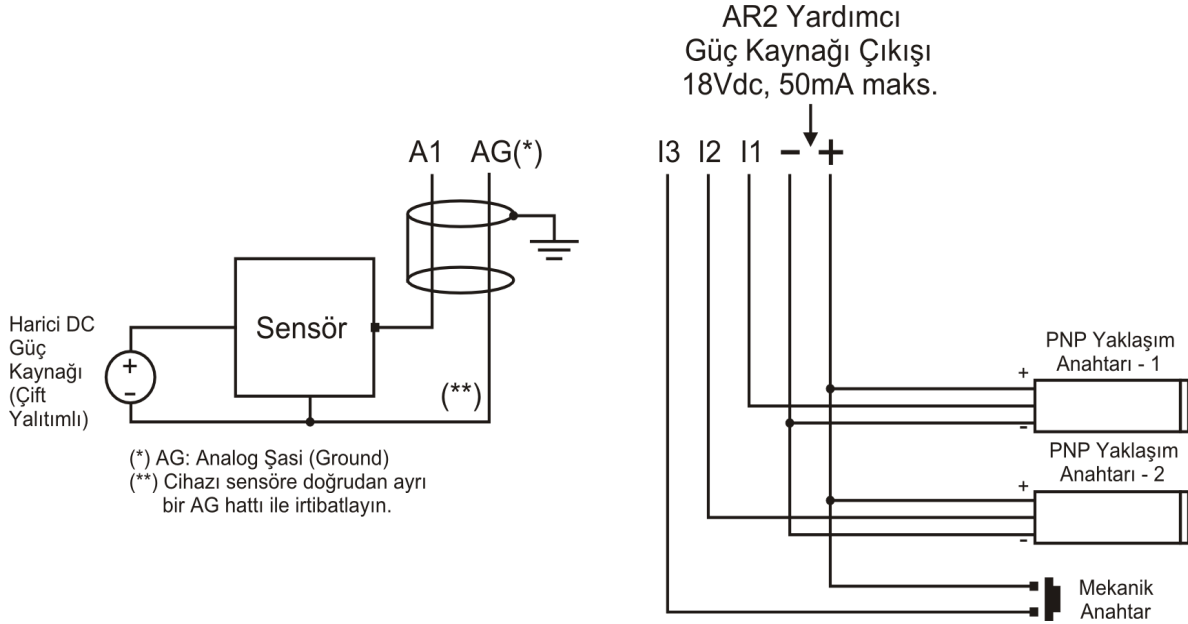 AR2 Yardımcı
Güç Kaynağı Çıkışı
18Vdc, 50mA maks.
A1 AG(*)
I3 I2 I1 - +
Harici DC
Güç
Kaynağı
(Çift
Yalıtımlı)
+
-
Sensör
(**)
(*) AG: Analog Şasi (Ground)
(**) Cihazı sensöre doğrudan ayrı
bir AG hattı ile irtibatlayın.
PNP Yaklaşım
Anahtarı - 1
+
-
PNP Yaklaşım
Anahtarı - 2
+
-
Mekanik
Anahtar